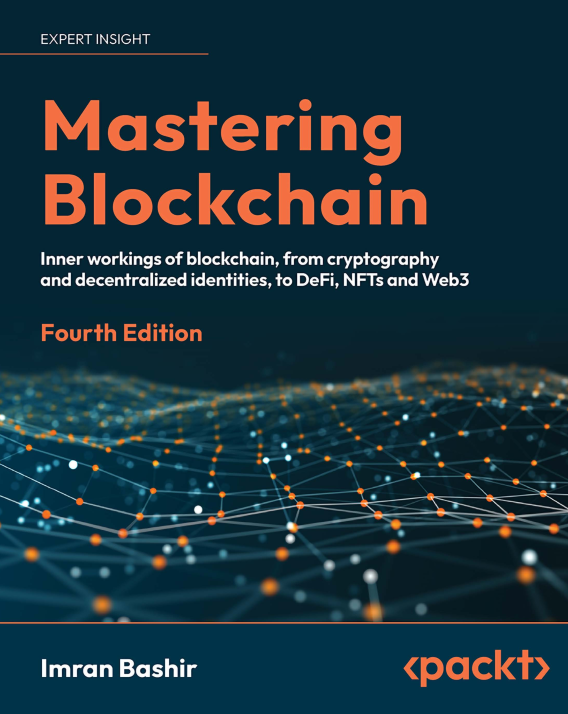 EXPERT INSIGHT
Mastering
Blockchain
Inner workings of blockchain, from cryptography
and decentralized identities, to DeFi, NFTs and Web3
Fourth Edition
Imran Bashir
<packt>